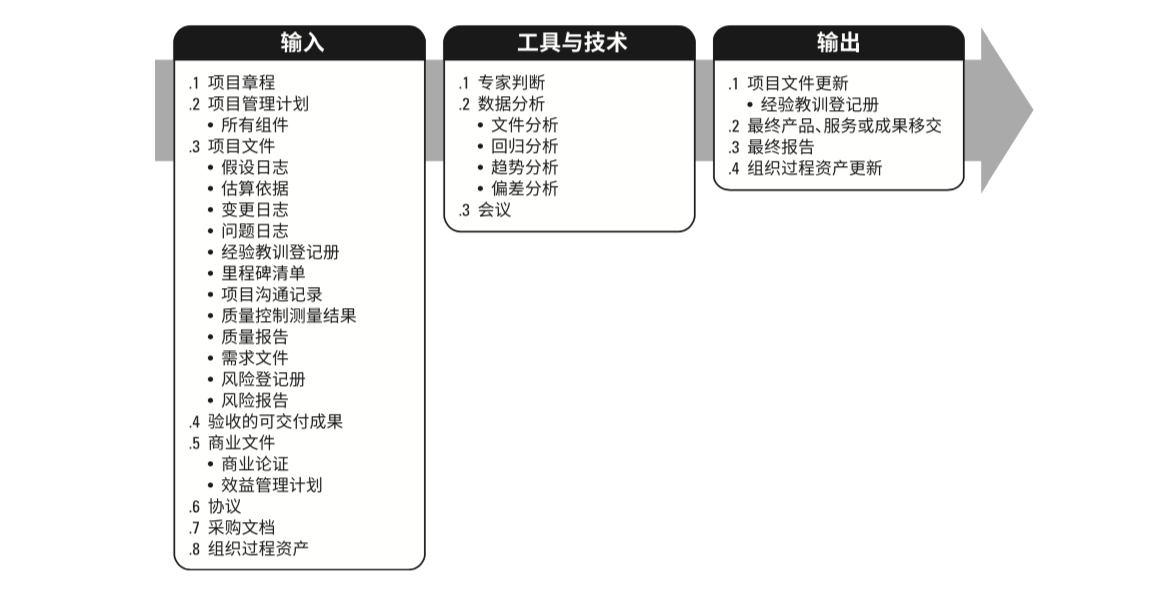 输入
.1 项目章程
.2 项目管理计划
• 所有组件
.3 项目文件
• 假设日志
• 估算依据
• 变更日志
• 问题日志
• 经验教训登记册
• 里程碑清单
• 项目沟通记录
• 质量控制测量结果
• 质量报告
• 需求文件
• 风险登记册
• 风险报告
.4 验收的可交付成果
.5 商业文件
• 商业论证
• 效益管理计划
.6 协议
.7 采购文档
.8 组织过程资产
工具与技术
.1 专家判断
.2 数据分析
• 文件分析
• 回归分析
• 趋势分析
• 偏差分析
.3 会议
输出
.1 项目文件更新
• 经验教训登记册
.2 最终产品、服务或成果移交
.3 最终报告
.4 组织过程资产更新